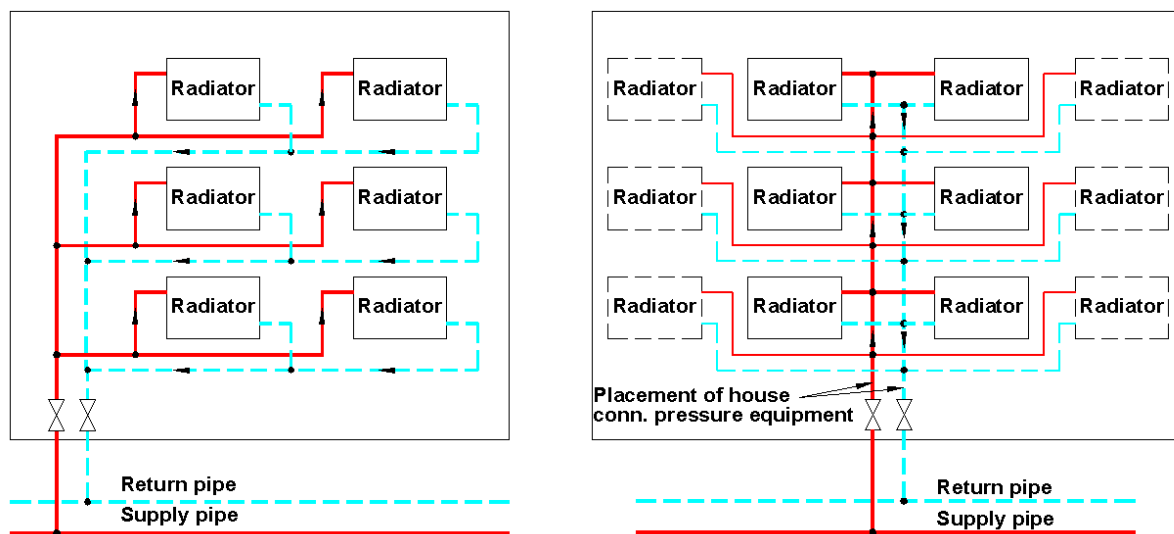 Radiator
Radiator
Radiator
Radiator
Radiator
Radiator
Return pipe
Supply pipe
Radiator
Radiator
Radiator
Radiator
Radiator
Radiator
Radiator
Radiator
Radiator
Radiator
Radiator
Radiator
Placement of house
conn. pressure equipment
Return pipe
Supply pipe